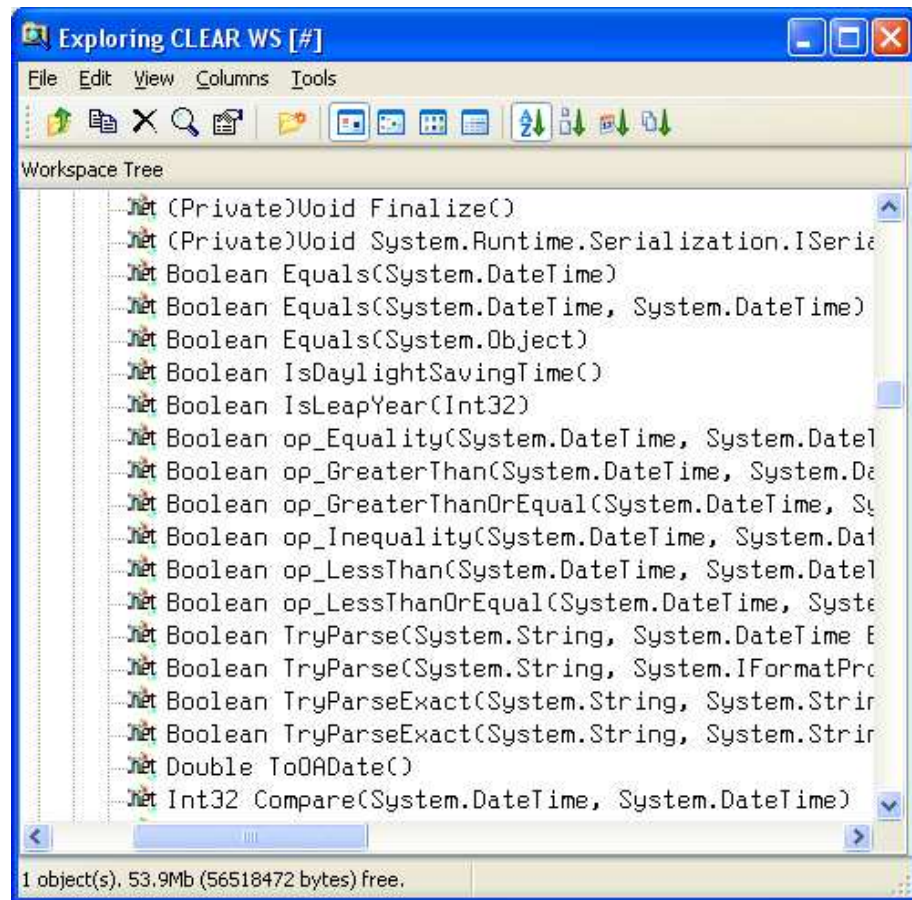 Exploring CLEAR WS [#]
File Edit View Columns Tools
Workspace Tree
.net (Private)Void Finalize()
.net (Private)Void System.Runtime.Serialization.ISeria
.net Boolean Equals(System.DateTime)
.net Boolean Equals(System.DateTime, System.DateTime)
.net Boolean Equals(System.Object)
.net Boolean IsDaylightSavingTime()
.net Boolean IsLeapYear(Int32)
.net Boolean op_Equality(System.DateTime, System.DateT
.net Boolean op_GreaterThan(System.DateTime, System.Da
.net Boolean op_GreaterThanOrEqual(System.DateTime, Sy
.net Boolean op_Inequality(System.DateTime, System.Dat
.net Boolean op_LessThan(System.DateTime, System.DateT
.net Boolean op_LessThanOrEqual(System.DateTime, Syste
.net Boolean TryParse(System.String, System.DateTime B
.net Boolean TryParse(System.String, System.IFormatPro
.net Boolean TryParseExact(System.String, System.Strin
.net Boolean TryParseExact(System.String, System.Strin
.net Double ToOADate()
.net Int32 Compare(System.DateTime, System.DateTime)
1 object(s). 53.9Mb (56518472 bytes) free.